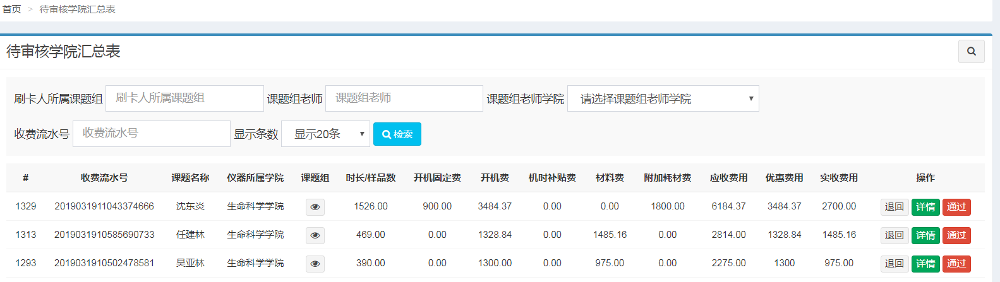 首页 > 待审核学院汇总表
待审核学院汇总表
刷卡人所属课题组 刷卡人所属课题组 课题组老师 课题组老师 课题组老师学院 请选择课题组老师学院
收费流水号 收费流水号 显示条数 显示20条 检索
# 收费流水号 课题名称 仪器所属学院 课题组 时长/样品数 开机固定费 开机费 机时补贴费 材料费 附加耗材费 应收费用 优惠费用 实收费用 操作
1329 2019031911043374666 沈东炎 生命科学学院 1526.00 900.00 3484.37 0.00 0.00 1800.00 6184.37 3484.37 2700.00 退回 详情 通过
1313 2019031910585690733 任建林 生命科学学院 469.00 0.00 1328.84 0.00 1485.16 0.00 2814.00 1328.84 1485.16 退回 详情 通过
1293 2019031910502478581 吴亚林 生命科学学院 390.00 0.00 1300.00 0.00 975.00 0.00 2275.00 1300 975.00 退回 详情 通过